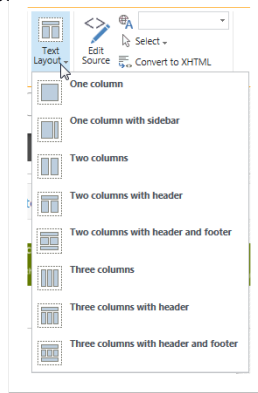 Text
Layout
Edit
Source
Select
Convert to XHTML
One column
One column with sidebar
Two columns
Two columns with header
Two columns with header and footer
Three columns
Three columns with header
Three columns with header and footer